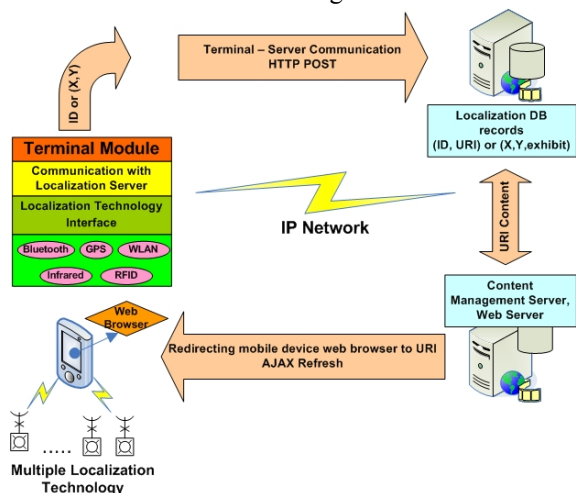 Terminal – Server Communication
HTTP POST
ID or (X,Y)
Localization DB
records
(ID, URI) or (X,Y,exhibit)
Terminal Module
Communication with
Localization Server
Localization Technology
Interface
Bluetooth
GPS
WLAN
Infrared
RFID
IP Network
URI Content
Content
Management Server,
Web Server
Web
Browser
Redirecting mobile device web browser to URI
AJAX Refresh
.....
Multiple Localization
Technology